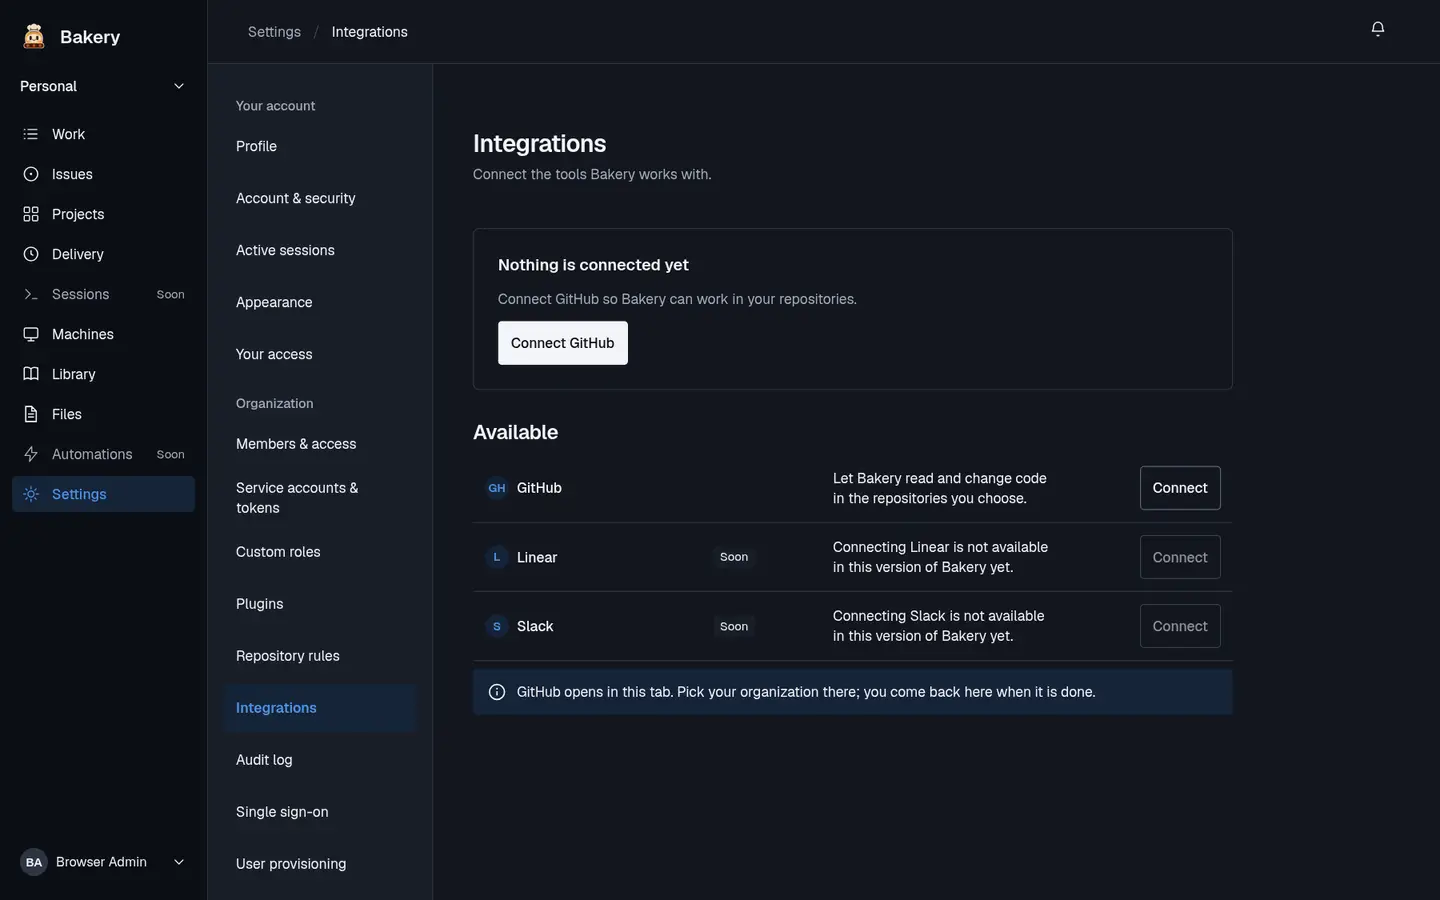 Bakery
Personal
Work
Issues
Projects
Delivery
Sessions Soon
Machines
Library
Files
Automations Soon
Settings
BA Browser Admin
Settings / Integrations
Your account
Profile
Account & security
Active sessions
Appearance
Your access
Organization
Members & access
Service accounts &
tokens
Custom roles
Plugins
Repository rules
Integrations
Audit log
Single sign-on
User provisioning
Integrations
Connect the tools Bakery works with.
Nothing is connected yet
Connect GitHub so Bakery can work in your repositories.
Connect GitHub
Available
GH GitHub
Let Bakery read and change code
in the repositories you choose.
Connect
L Linear
Soon
Connecting Linear is not available
in this version of Bakery yet.
Connect
S Slack
Soon
Connecting Slack is not available
in this version of Bakery yet.
Connect
GitHub opens in this tab. Pick your organization there; you come back here when it is done.